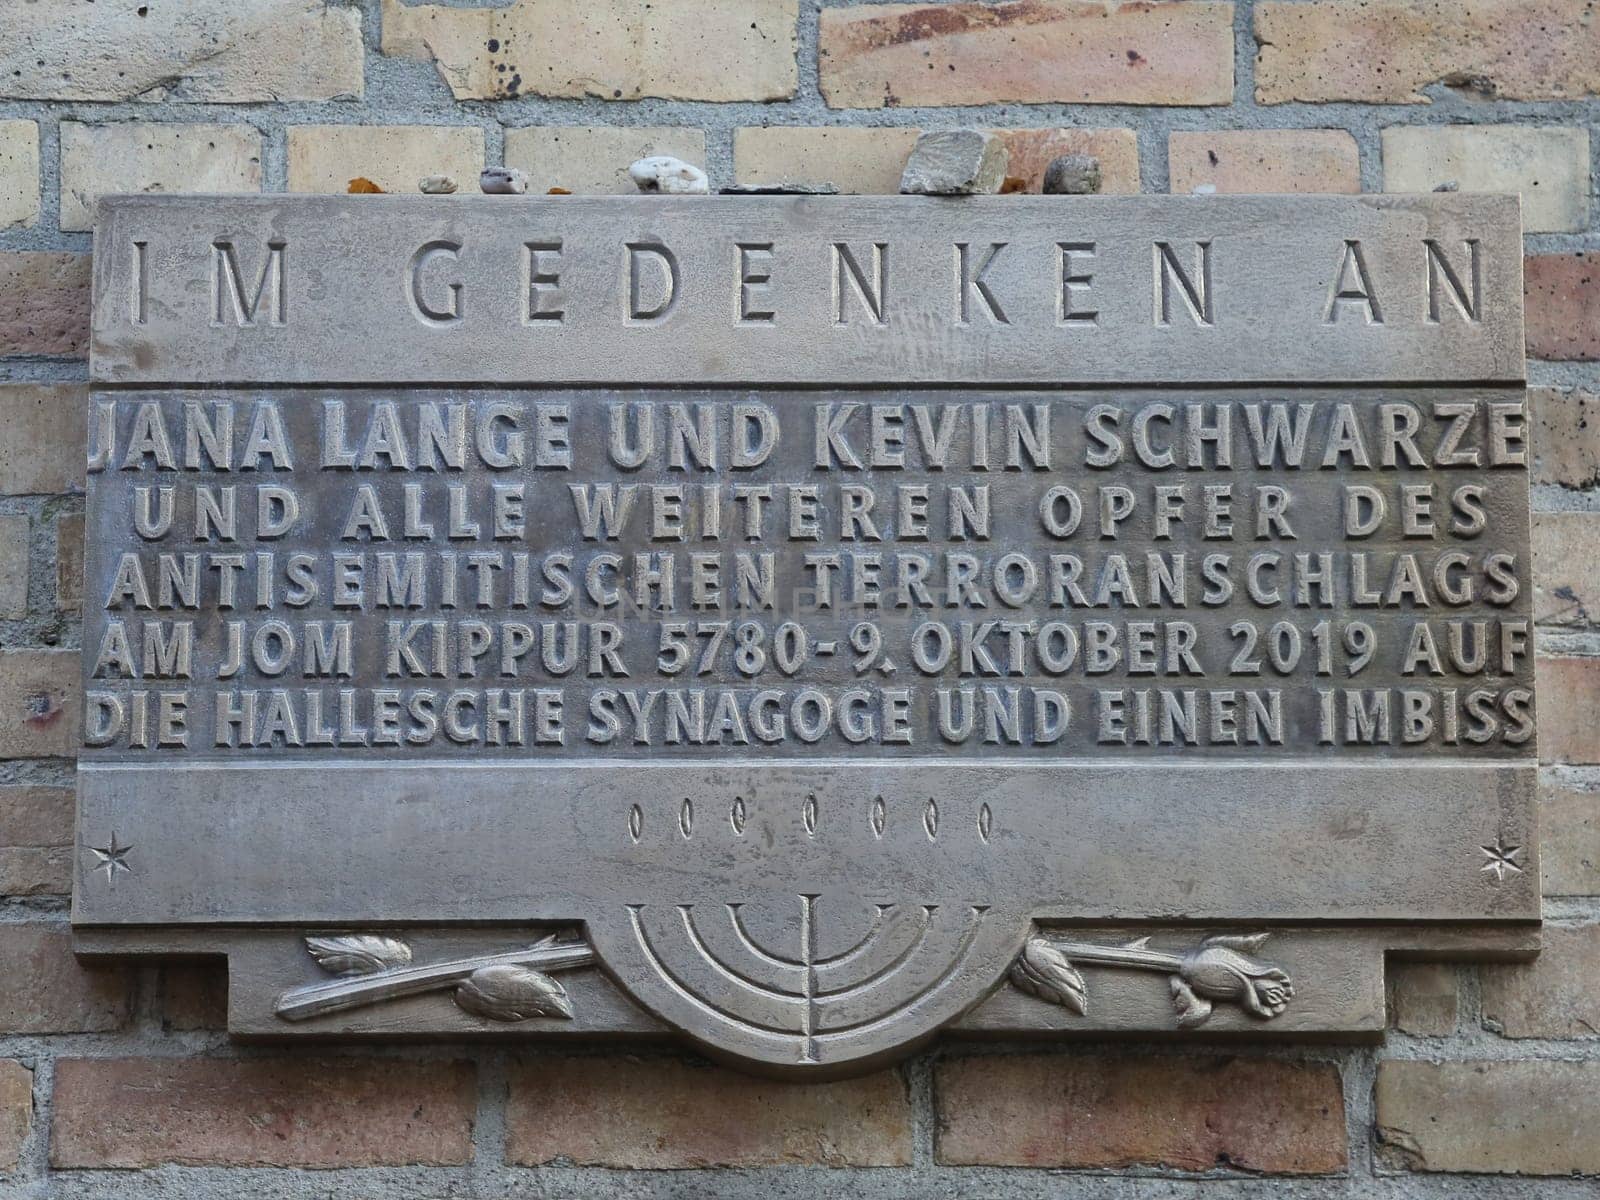 IM GEDENKEN AN
JANA LANGE UND KEVIN SCHWARZE
UND ALLE WEITEREN OPFER DES
ANTISEMITISCHEN TERRORANSCHLAGS
AM JOM KIPPUR 5780-9. OKTOBER 2019 AUF
DIE HALLESCHE SYNAGOGE UND EINEN IMBISS